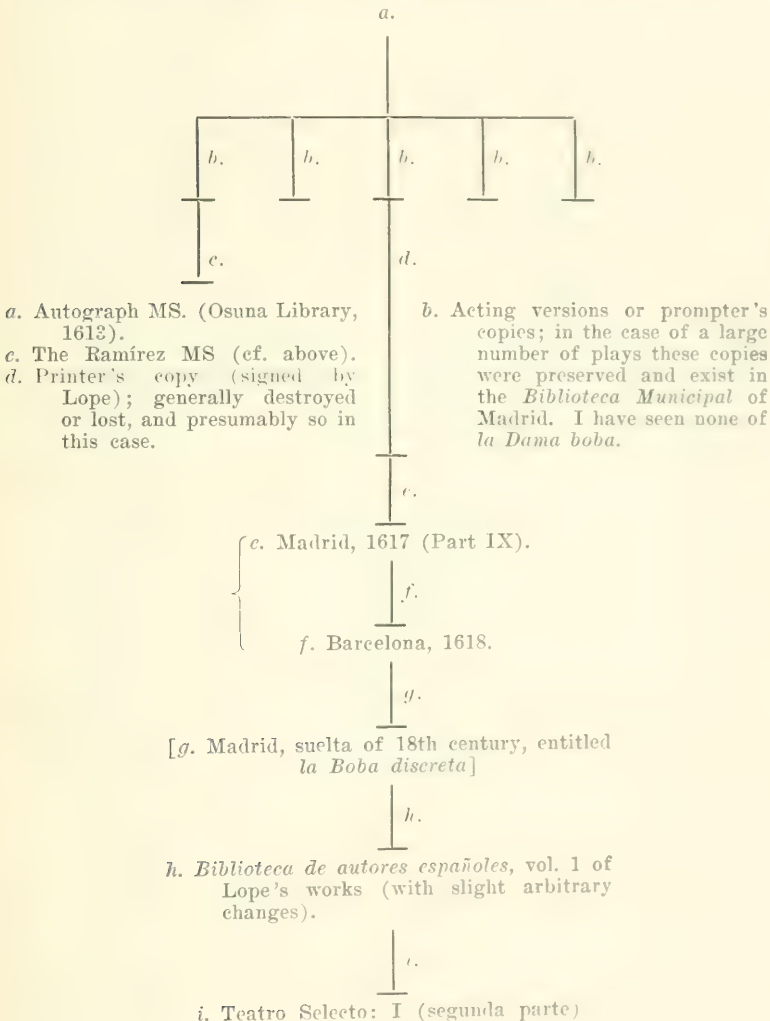 a.
b. b. b. b. b.
c. d.
a. Autograph MS. (Osuna Library,
1613).
c. The Ramírez MS (cf. above).
d. Printer's copy (signed by
Lope); generally destroyed
or lost, and presumably so in
this case.
b. Acting versions or prompter's
copies; in the case of a large
number of plays these copies
were preserved and exist in
the Biblioteca Municipal of
Madrid. I have seen none of
la Dama boba.
e.
e. Madrid, 1617 (Part IX).
f.
f. Barcelona, 1618.
g.
[g. Madrid, suelta of 18th century, entitled
la Boba discreta]
h.
h. Biblioteca de autores españoles, vol. 1 of
Lope's works (with slight arbitrary
changes).
i.
i. Teatro Selecto: I (segunda parte)